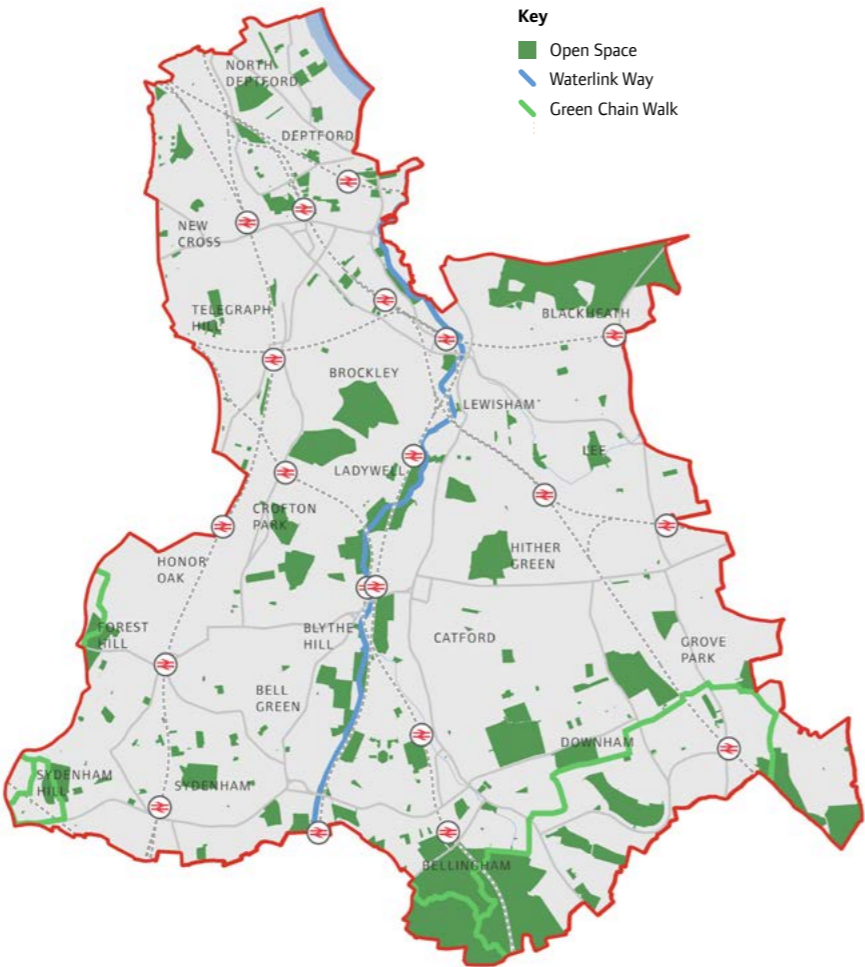 Key
Open Space
Waterlink Way
Green Chain Walk
NORTH
DEPTFORD
DEPTFORD
NEW
CROSS
TELEGRAPH
HILL
BLACKHEATH
BROCKLEY
LEWISHAM
LADYWELL
LEE
CROFTON
PARK
HONOR
OAK
HITHER
GREEN
FOREST
HILL
BLYTHE
HILL
CATFORD
GROVE
PARK
BELL
GREEN
DOWNHAM
SYDENHAM
HILL
SYDENHAM
BELLINGHAM